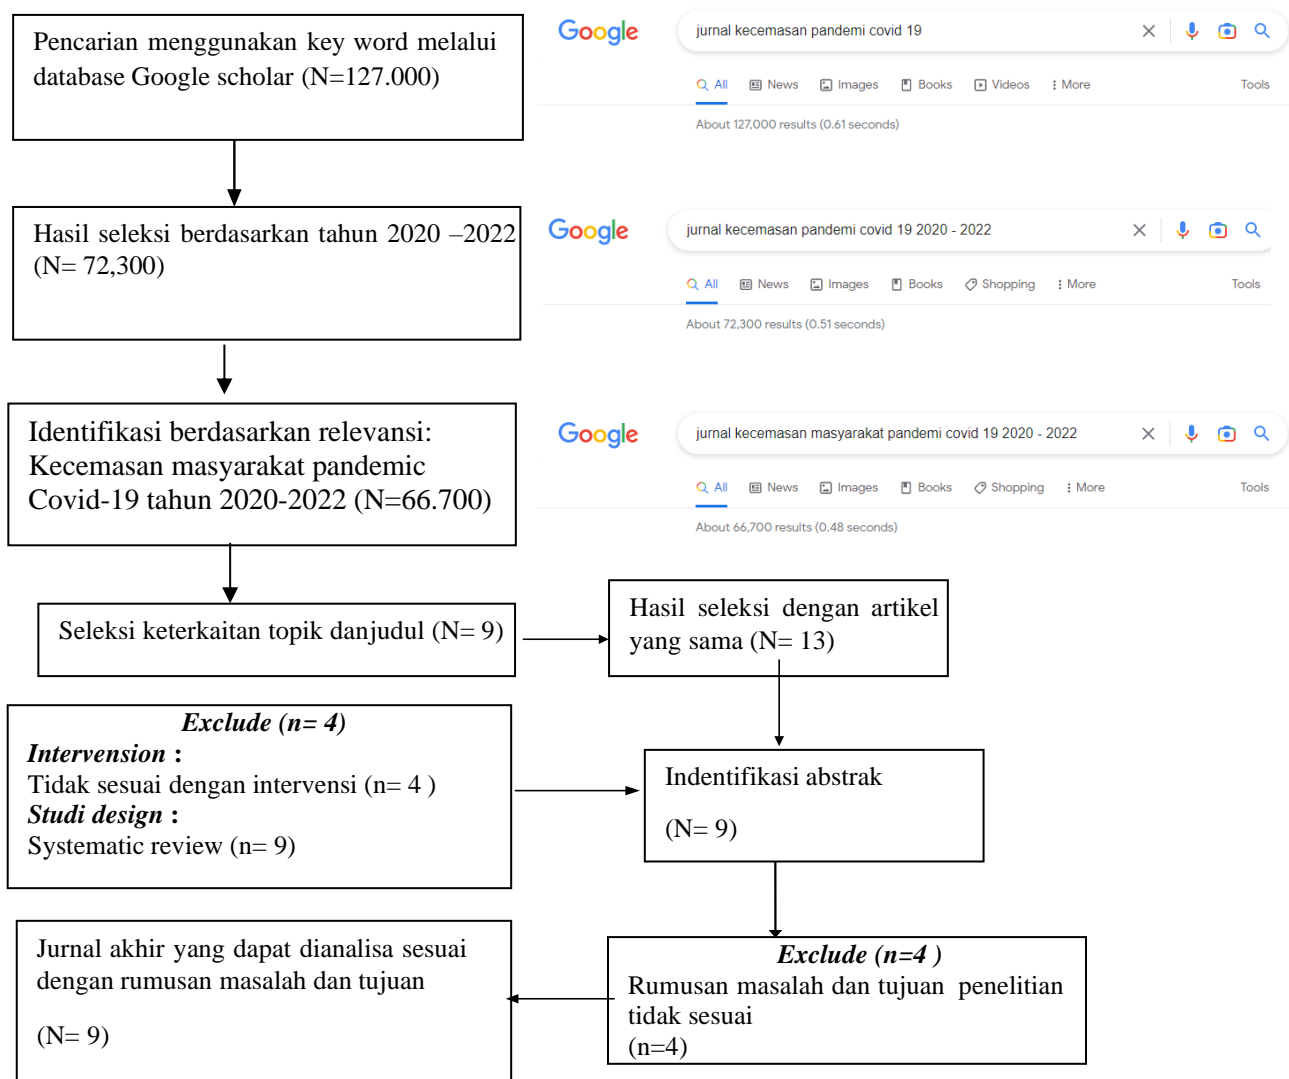 Pencarian menggunakan key word melalui
database Google scholar (N=127.000)
Google
jurnal kecemasan pandemi covid 19
All News Images Books Videos More Tools
About 127,000 results (0.61 seconds)
Hasil seleksi berdasarkan tahun 2020 –2022
(N= 72,300)
Google
jurnal kecemasan pandemi covid 19 2020 - 2022
All News Images Books Shopping More Tools
About 72,300 results (0.51 seconds)
Identifikasi berdasarkan relevansi:
Kecemasan masyarakat pandemic
Covid-19 tahun 2020-2022 (N=66.700)
Google
jurnal kecemasan masyarakat pandemi covid 19 2020 - 2022
All News Images Books Shopping More Tools
About 66,700 results (0.48 seconds)
Seleksi keterkaitan topik danjudul (N= 9)
Hasil seleksi dengan artikel
yang sama (N= 13)
Exclude (n= 4)
Intervension :
Tidak sesuai dengan intervensi (n= 4 )
Studi design :
Systematic review (n= 9)
Indentifikasi abstrak
(N= 9)
Jurnal akhir yang dapat dianalisa sesuai
dengan rumusan masalah dan tujuan
(N= 9)
Exclude (n=4 )
Rumusan masalah dan tujuan penelitian
tidak sesuai
(n=4)